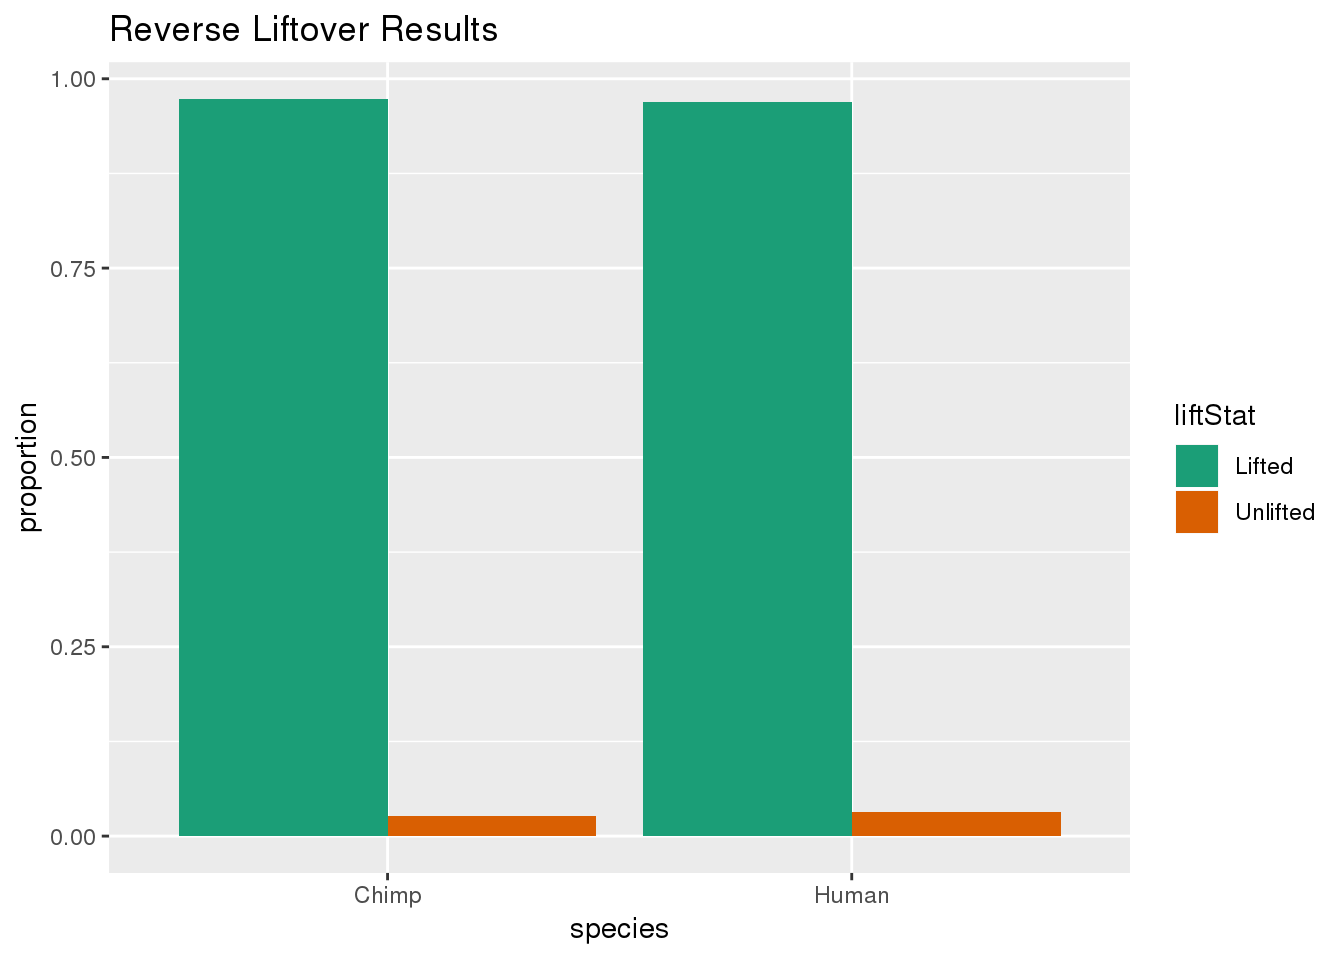 Reverse Liftover Results
1.00
0.75
0.50
0.25
0.00
proportion
Chimp
Human
species
liftStat
Lifted
Unlifted